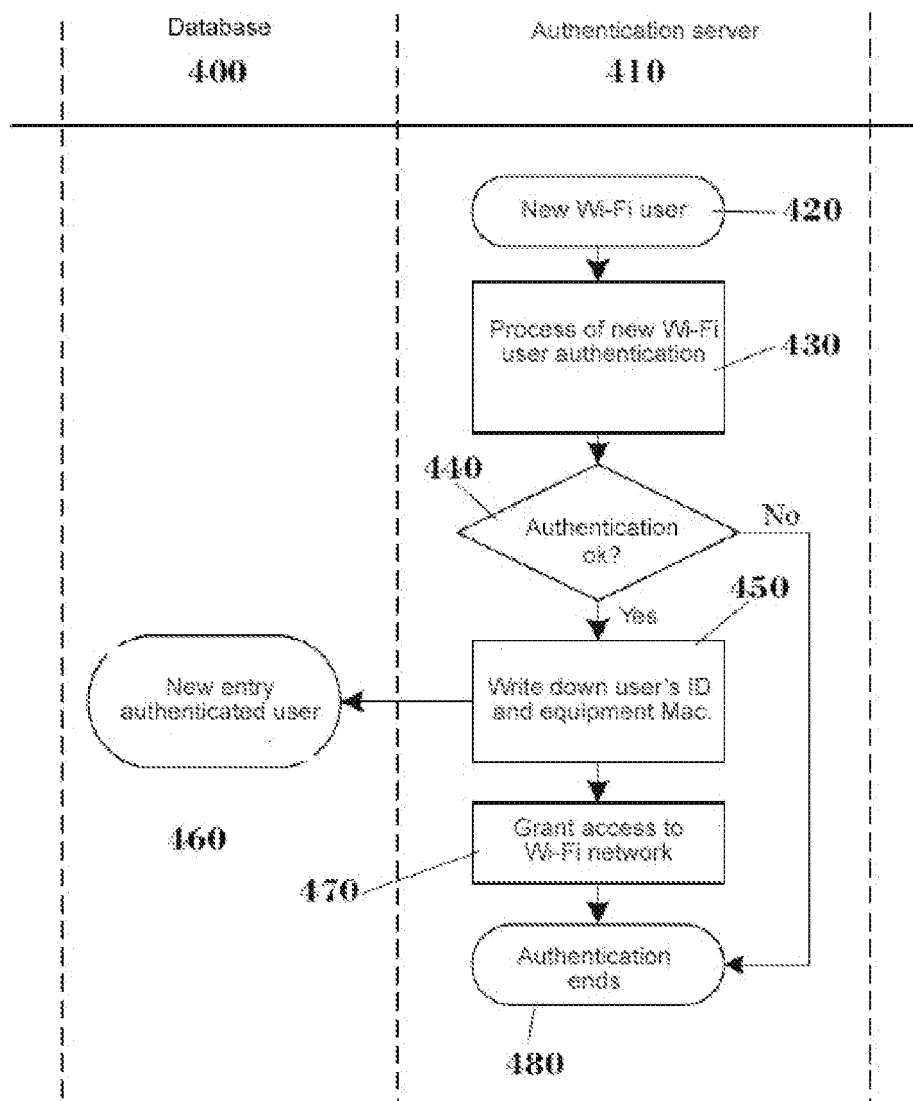 Database
400
Authentication server
410
New Wi-Fi user
420
Process of new Wi-Fi
user authentication
430
440
Authentication
ok?
No
Yes
450
Write down user's ID
and equipment Mac.
New entry
authenticated user
460
Grant access to
Wi-Fi network
470
Authentication
ends
480